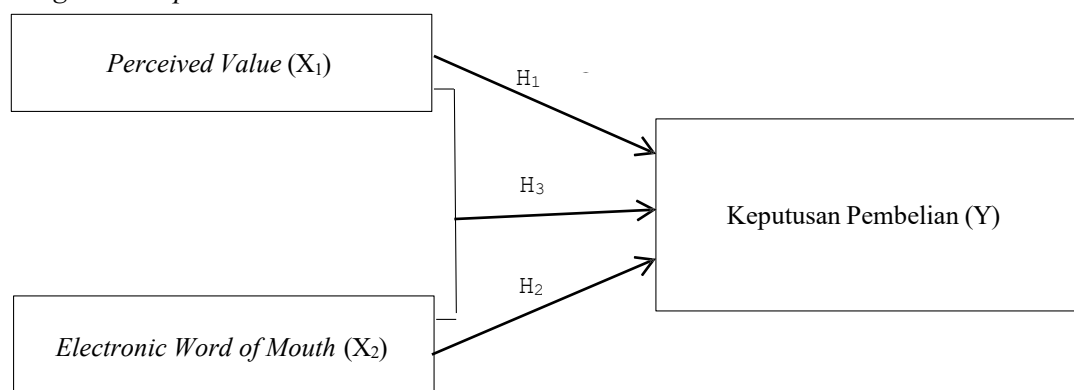 Perceived Value (X₁)
H₁
Keputusan Pembelian (Y)
H₃
H₂
Electronic Word of Mouth (X₂)